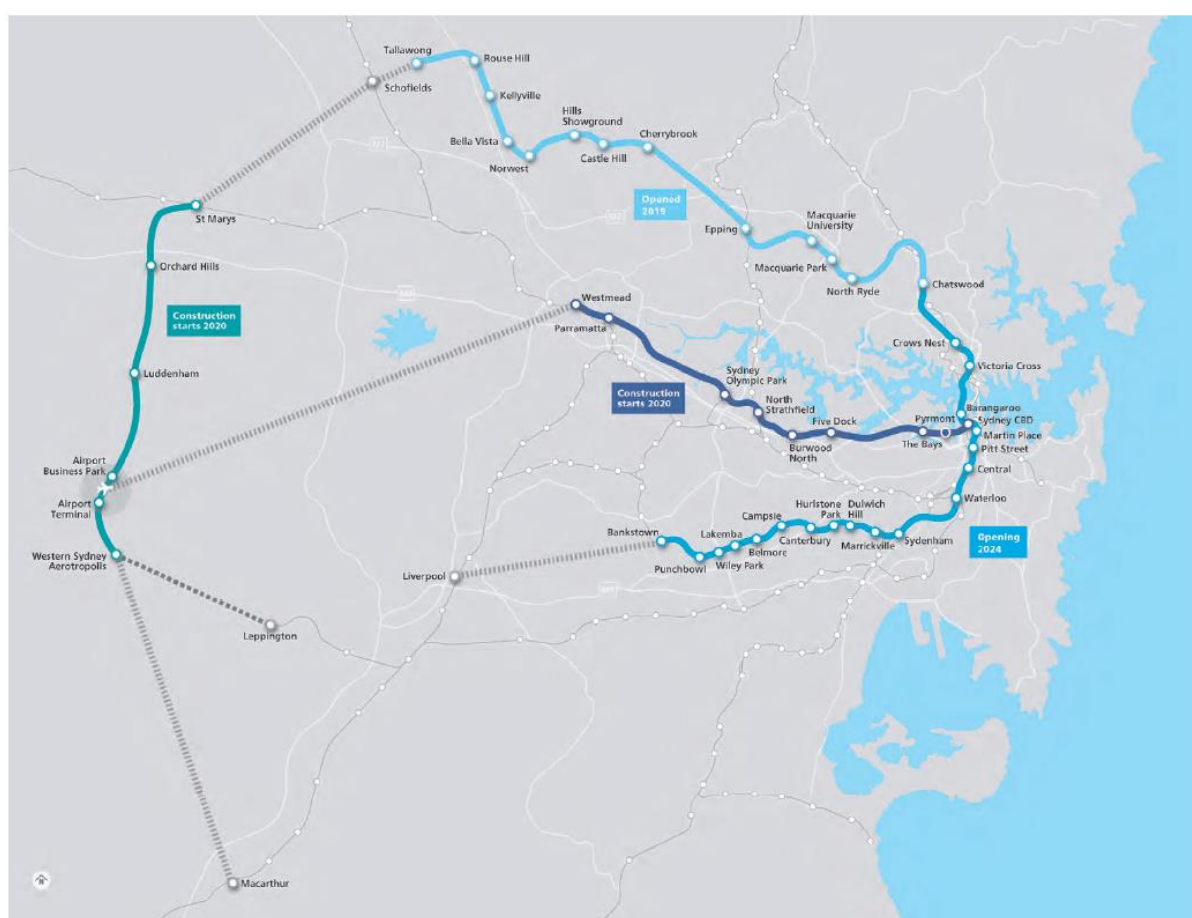 Tallawong
Rouse Hill
Schofields
Kellyville
Hills
Showground
Cherrybrook
Bella Vista
Castle Hill
Norwest
M7
Opened
2019
St Marys
M2
Macquarie
University
Epping
Orchard Hills
Macquarie Park
North Ryde
Chatswood
Westmead
Construction
starts 2020
Parramatta
Crows Nest
Victoria Cross
Luddenham
Sydney
Olympic Park
Construction
starts 2020
North
Strathfield
Barangaroo
Pyrmont
Sydney CBD
Five Dock
Martin Place
The Bays
Pitt Street
Burwood
North
Airport
Business Park
Central
Airport
Terminal
Waterloo
Hurlstone
Park
Dulwich
Hill
Campsie
Bankstown
Lakemba
Canterbury
Sydenham
Opening
2024
Belmore
Marrickville
Western Sydney
Aerotropolis
Punchbowl
Wiley Park
Liverpool
Leppington
Macarthur